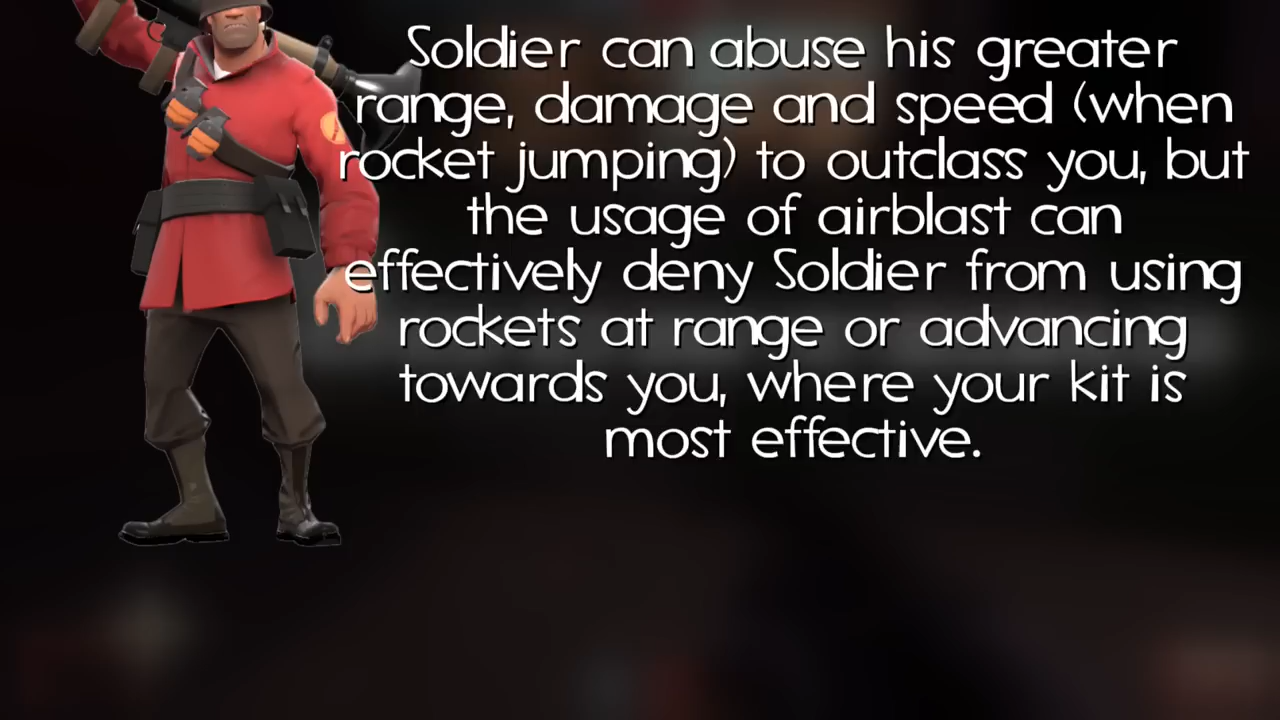 Soldier can abuse his greater
range, damage and speed (when
rocket jumping) to outclass you, but
the usage of airblast can
effectively deny Soldier from using
rockets at range or advancing
towards you, where your kit is
most effective.